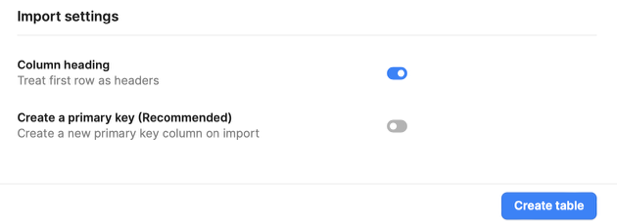 Import settings
Column heading
Treat first row as headers
Create a primary key (Recommended)
Create a new primary key column on import
Create table